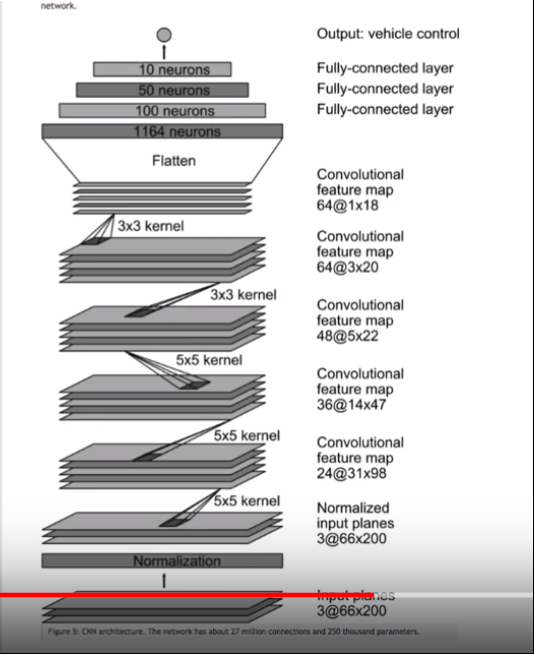 network.
Output: vehicle control
10 neurons
Fully-connected layer
50 neurons
Fully-connected layer
100 neurons
Fully-connected layer
1164 neurons
Flatten
Convolutional
feature map
64@1x18
3x3 kernel
Convolutional
feature map
64@3x20
3x3 kernel
Convolutional
feature map
48@5x22
5x5 kernel
Convolutional
feature map
36@14x47
5x5 kernel
Convolutional
feature map
24@31x98
5x5 kernel
Normalized
input planes
3@66x200
Normalization
Input planes
3@66x200
Figure 5: CNN architecture. The network has about 27 million connections and 250 thousand parameters.